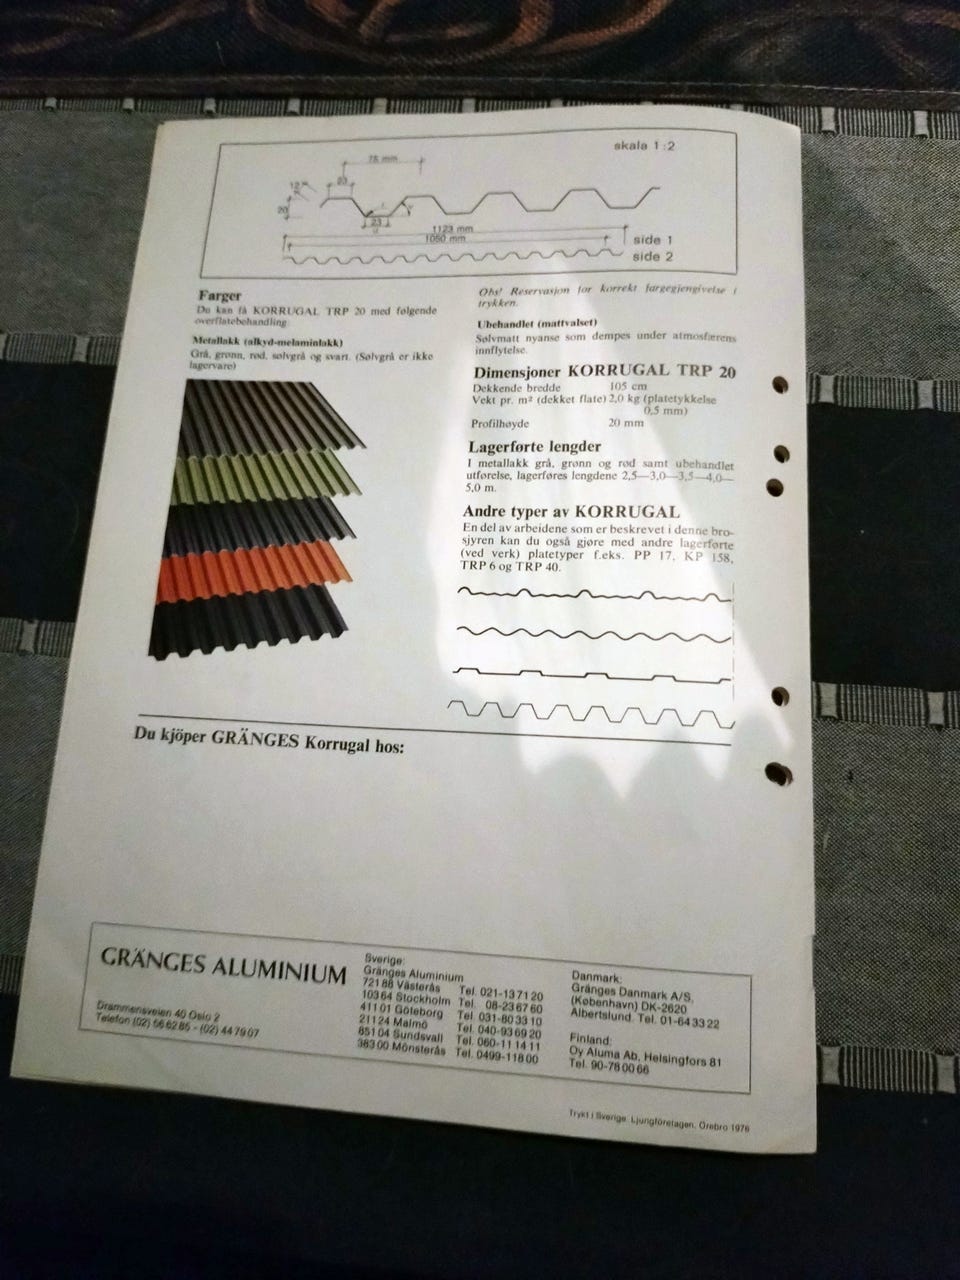 skala 1:2
75 mm
23
20
23
1123 mm
1050 mm
side 1
side 2
Farger
Du kan få KORRUGAL TRP 20 med følgende
overflatebehandling
Metallakk (alkyd-melaminlakk)
Grå, grønn, rød, sølvgrå og svart. (Sølvgrå er ikke
lagervare)
Obs! Reservasjon for korrekt fargegjengivelse i
trykken.
Ubehandlet (mattvalset)
Sølvmatt nyanse som dempes under atmosfærens
innflytelse.
Dimensjoner KORRUGAL TRP 20
Dekkende bredde 105 cm
Vekt pr. m² (dekket flate) 2,0 kg (platetykkelse
0,5 mm)
Profilhøyde 20 mm
Lagerførte lengder
I metallakk grå, grønn og rød samt ubehandlet
utførelse, lagerføres lengdene 2,5—3,0—3,5—4,0—
5,0 m.
Andre typer av KORRUGAL
En del av arbeidene som er beskrevet i denne bro-
sjyren kan du også gjøre med andre lagerførte
(ved verk) platetyper f.eks. PP 17, KP 158,
TRP 6 og TRP 40.
Du kjöper GRÄNGES Korrugal hos:
GRÄNGES ALUMINIUM
Drammensveien 40 Oslo 2
Telefon (02) 56 62 85 - (02) 44 79 07
Sverige:
Gränges Aluminium
721 88 Västerås Tel. 021-13 71 20
103 64 Stockholm Tel. 08-23 67 60
411 01 Göteborg Tel. 031-80 33 10
211 24 Malmö Tel. 040-93 69 20
851 04 Sundsvall Tel. 060-11 14 11
383 00 Mönsterås Tel. 0499-118 00
Danmark:
Gränges Danmark A/S,
(København) DK-2620
Albertslund. Tel. 01-64 33 22
Finland:
Oy Aluma Ab, Helsingfors 81
Tel. 90-78 00 66
Trykt i Sverige Ljungföretagen, Örebro 1976